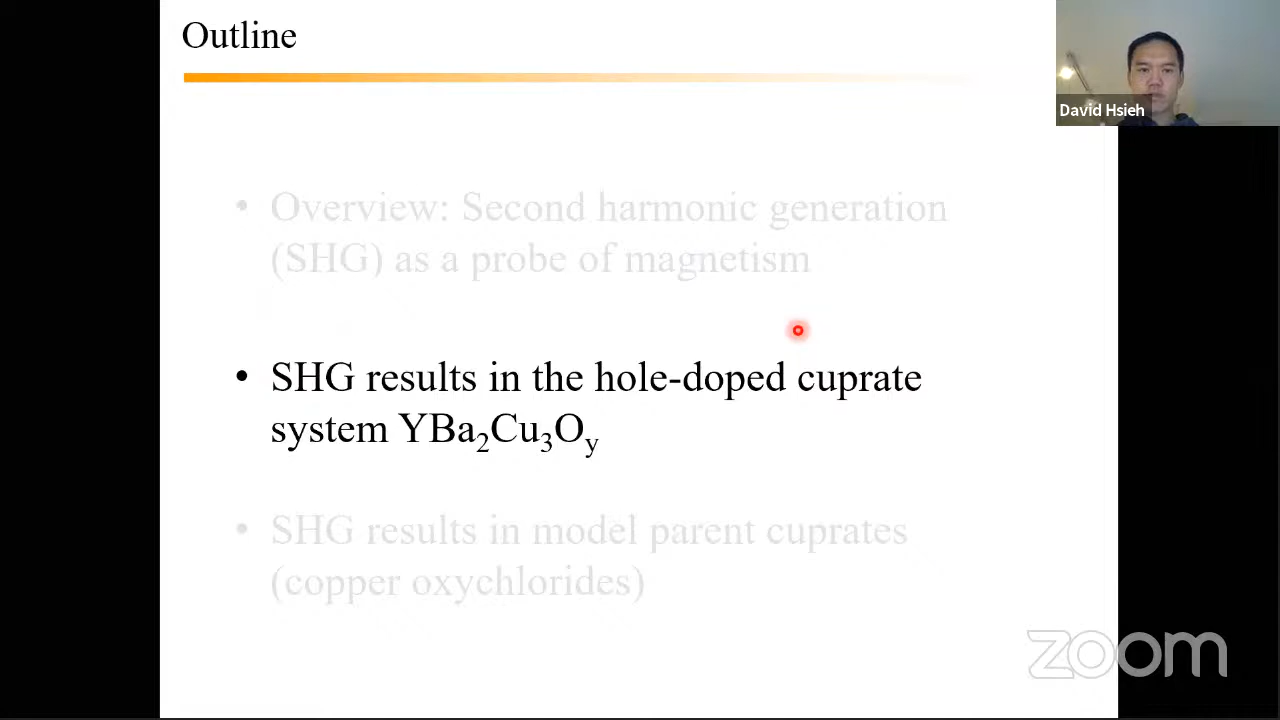 Outline
David Hsieh
• Overview: Second harmonic generation
(SHG) as a probe of magnetism
• SHG results in the hole-doped cuprate
system YBa₂Cu₃Oy
• SHG results in model parent cuprates
(copper oxychlorides)
zoom